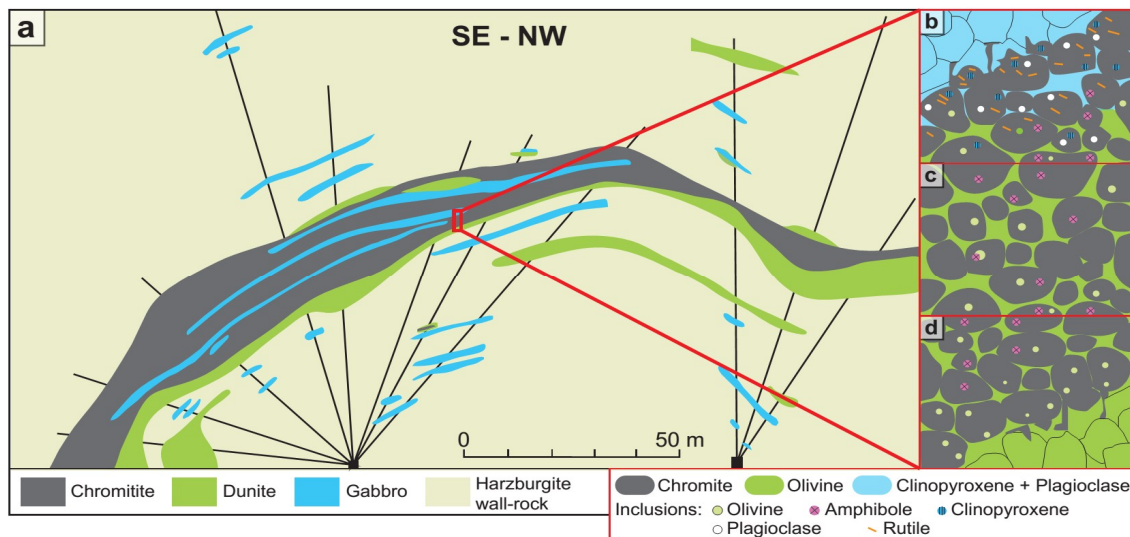 a
SE - NW
b
c
d
0 50 m
Chromitite
Dunite
Gabbro
Harzburgite
wall-rock
Chromite
Olivine
Clinopyroxene + Plagioclase
Inclusions:
Olivine
Amphibole
Clinopyroxene
Plagioclase
Rutile